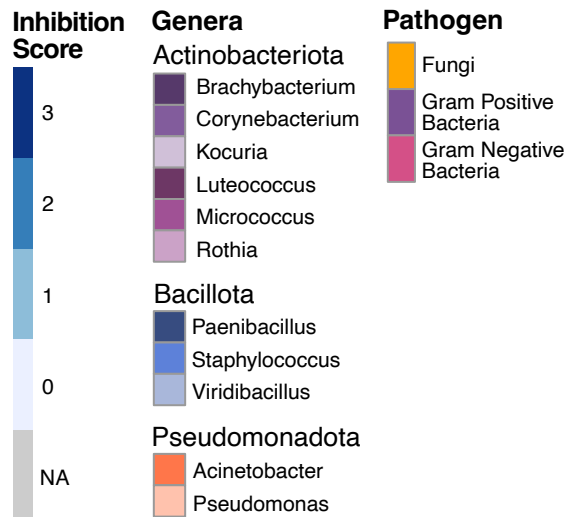 Inhibition
Score
3
2
1
0
NA
Genera
Actinobacteriota
Brachybacterium
Corynebacterium
Kocuria
Luteococcus
Micrococcus
Rothia
Bacillota
Paenibacillus
Staphylococcus
Viridibacillus
Pseudomonadota
Acinetobacter
Pseudomonas
Pathogen
Fungi
Gram Positive
Bacteria
Gram Negative
Bacteria